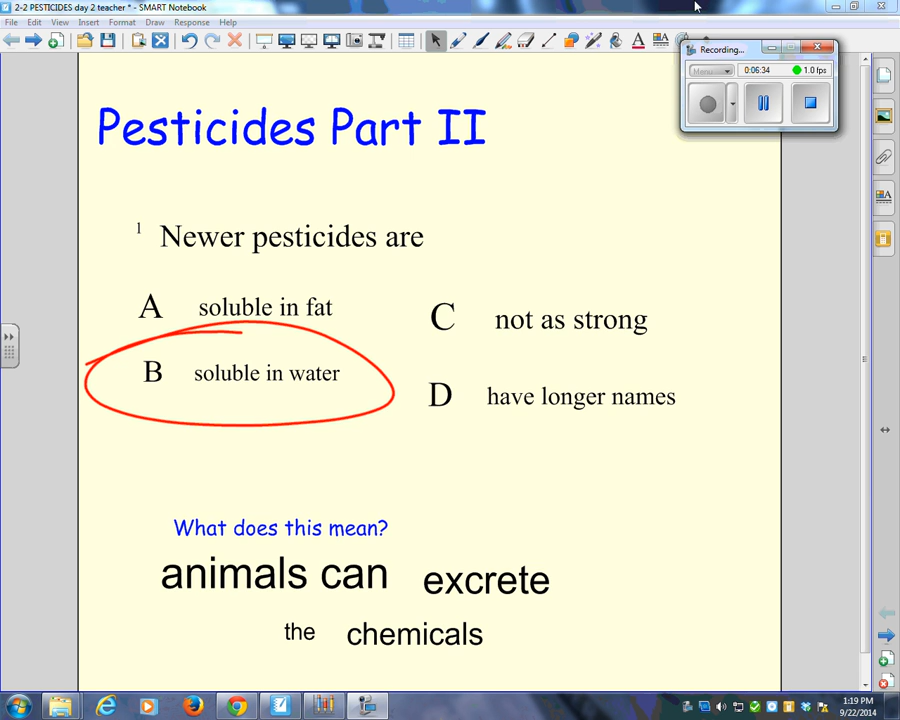 2-2 PESTICIDES day 2 teacher * - SMART Notebook
File Edit View Insert Format Draw Response Help
Recording...
Menu 0:06:34 1.0 fps
Pesticides Part II
1 Newer pesticides are
A soluble in fat
C not as strong
B soluble in water
D have longer names
What does this mean?
animals can excrete
the chemicals
1:19 PM
9/22/2014